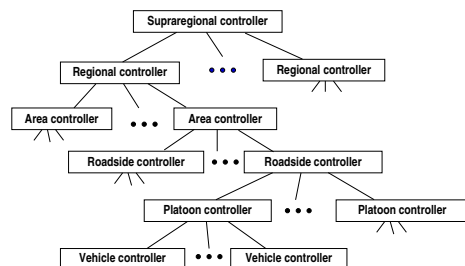 Supraregional controller
Regional controller
Regional controller
Area controller
Area controller
Roadside controller
Roadside controller
Platoon controller
Platoon controller
Vehicle controller
Vehicle controller